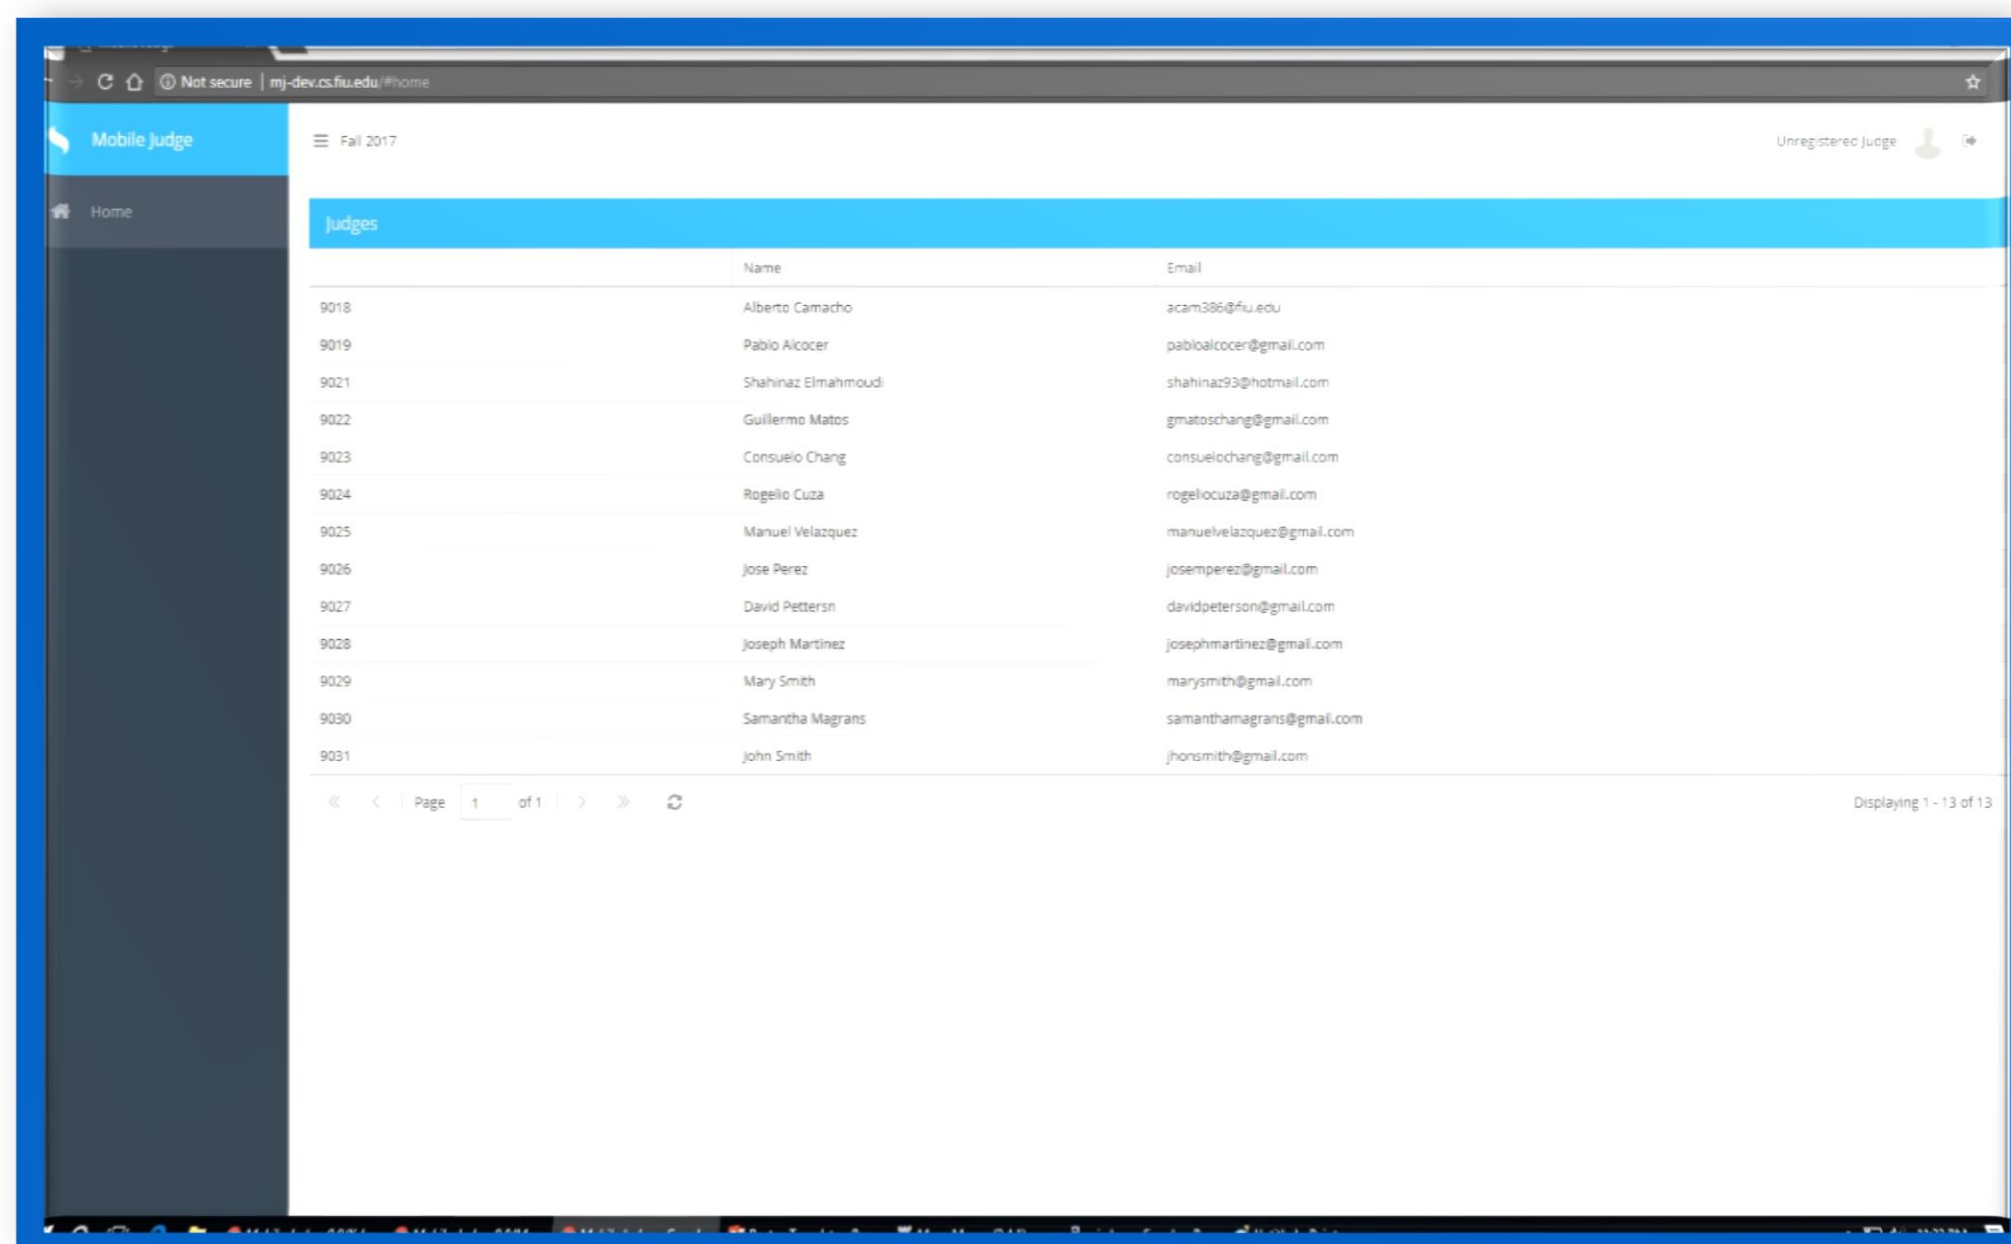 Not secure | mj-dev.cs.fiu.edu/#home
Mobile Judge
Fall 2017
Unregistered Judge
Home
Judges
Name Email
9018 Alberto Camacho acam386@fiu.edu
9019 Pablo Alcocer pabloalcocer@gmail.com
9021 Shahinaz Elmahmoudi shahinaz93@hotmail.com
9022 Guillermo Matos gmatoschang@gmail.com
9023 Consuelo Chang consuelochang@gmail.com
9024 Rogelio Cuza rogeliocuza@gmail.com
9025 Manuel Velazquez manuelvelazquez@gmail.com
9026 Jose Perez josemperez@gmail.com
9027 David Pettersn davidpeterson@gmail.com
9028 Joseph Martinez josephmartinez@gmail.com
9029 Mary Smith marysmith@gmail.com
9030 Samantha Magrans samanthamagrans@gmail.com
9031 John Smith jhonsmith@gmail.com
Page 1 of 1
Displaying 1 - 13 of 13